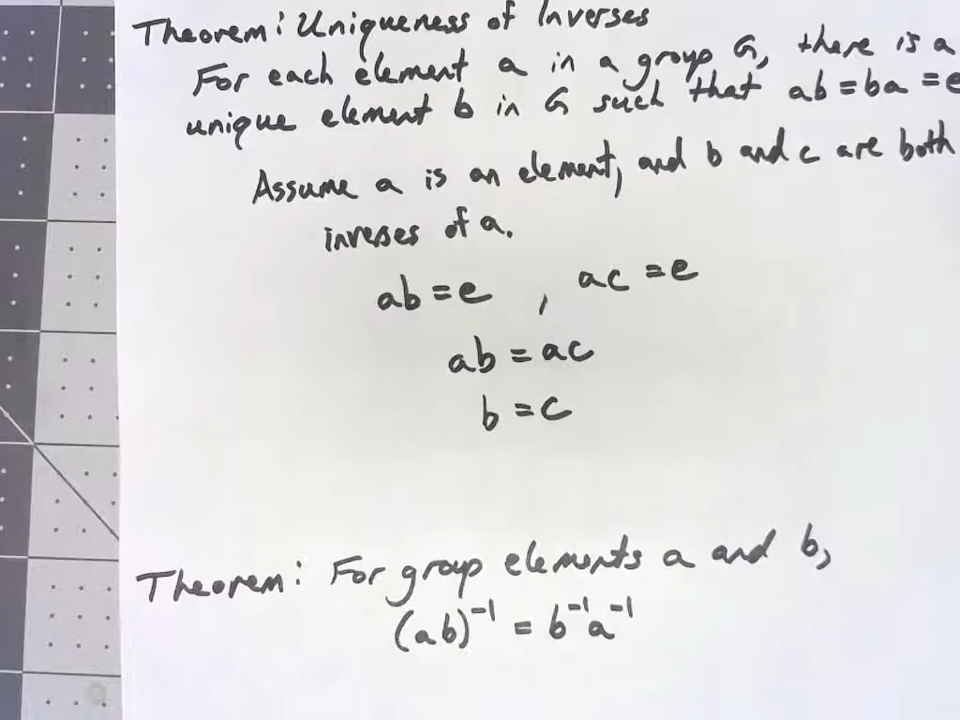 Theorem: Uniqueness of Inverses
For each element a in a group G, there is a
unique element b in G such that ab=ba=e
Assume a is an element, and b and c are both
inverses of a.
ab=e , ac=e
ab=ac
b=c
Theorem: For group elements a and b,
(ab)⁻¹ = b⁻¹a⁻¹